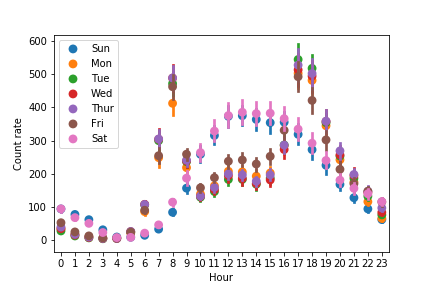 600
500
400
300
200
100
0
Count rate
Sun
Mon
Tue
Wed
Thur
Fri
Sat
0 1 2 3 4 5 6 7 8 9 10 11 12 13 14 15 16 17 18 19 20 21 22 23
Hour